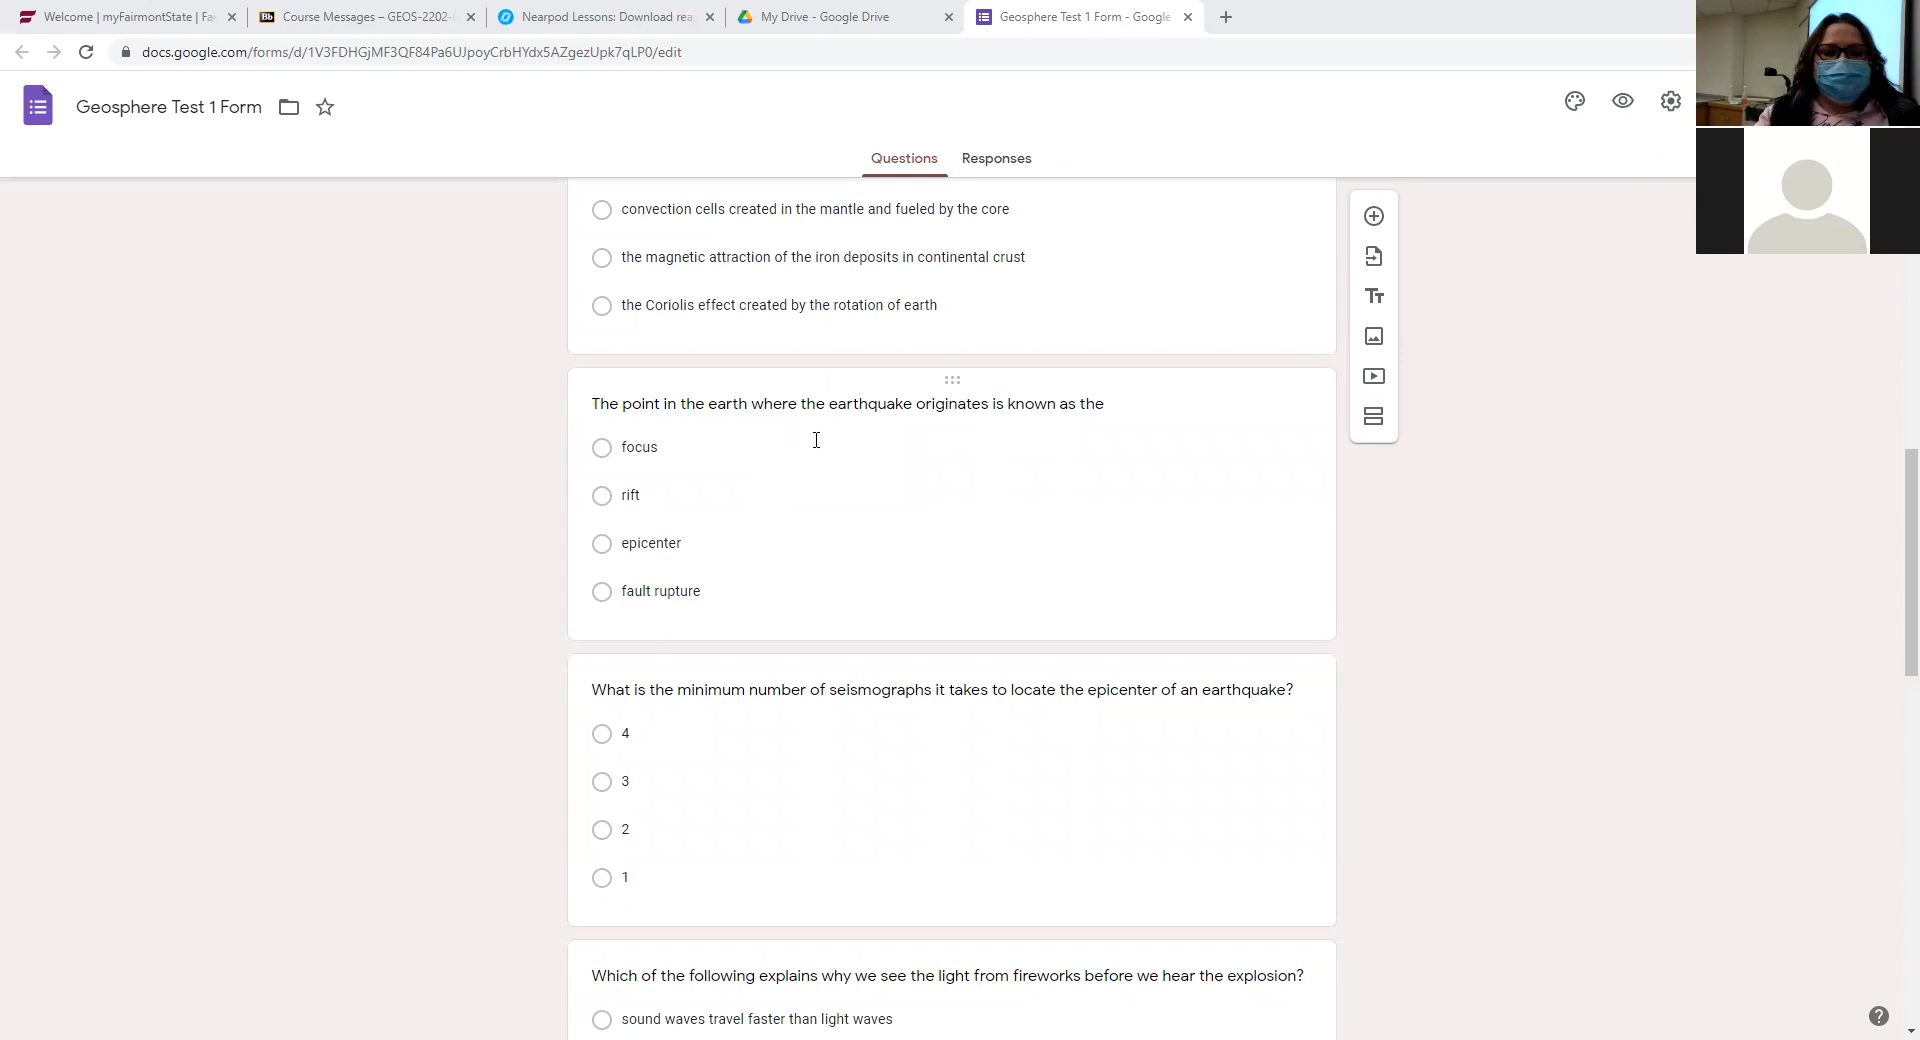 Welcome | myFairmontState | Fa
Bb
Course Messages – GEOS-2202-
Nearpod Lessons: Download rea
My Drive - Google Drive
Geosphere Test 1 Form - Google
docs.google.com/forms/d/1V3FDHGjMF3QF84Pa6UJpoyCrbHYdx5AZgezUpk7qLP0/edit
Geosphere Test 1 Form
Questions
Responses
convection cells created in the mantle and fueled by the core
the magnetic attraction of the iron deposits in continental crust
the Coriolis effect created by the rotation of earth
Tт
The point in the earth where the earthquake originates is known as the
focus
rift
epicenter
fault rupture
What is the minimum number of seismographs it takes to locate the epicenter of an earthquake?
4
3
2
1
Which of the following explains why we see the light from fireworks before we hear the explosion?
sound waves travel faster than light waves